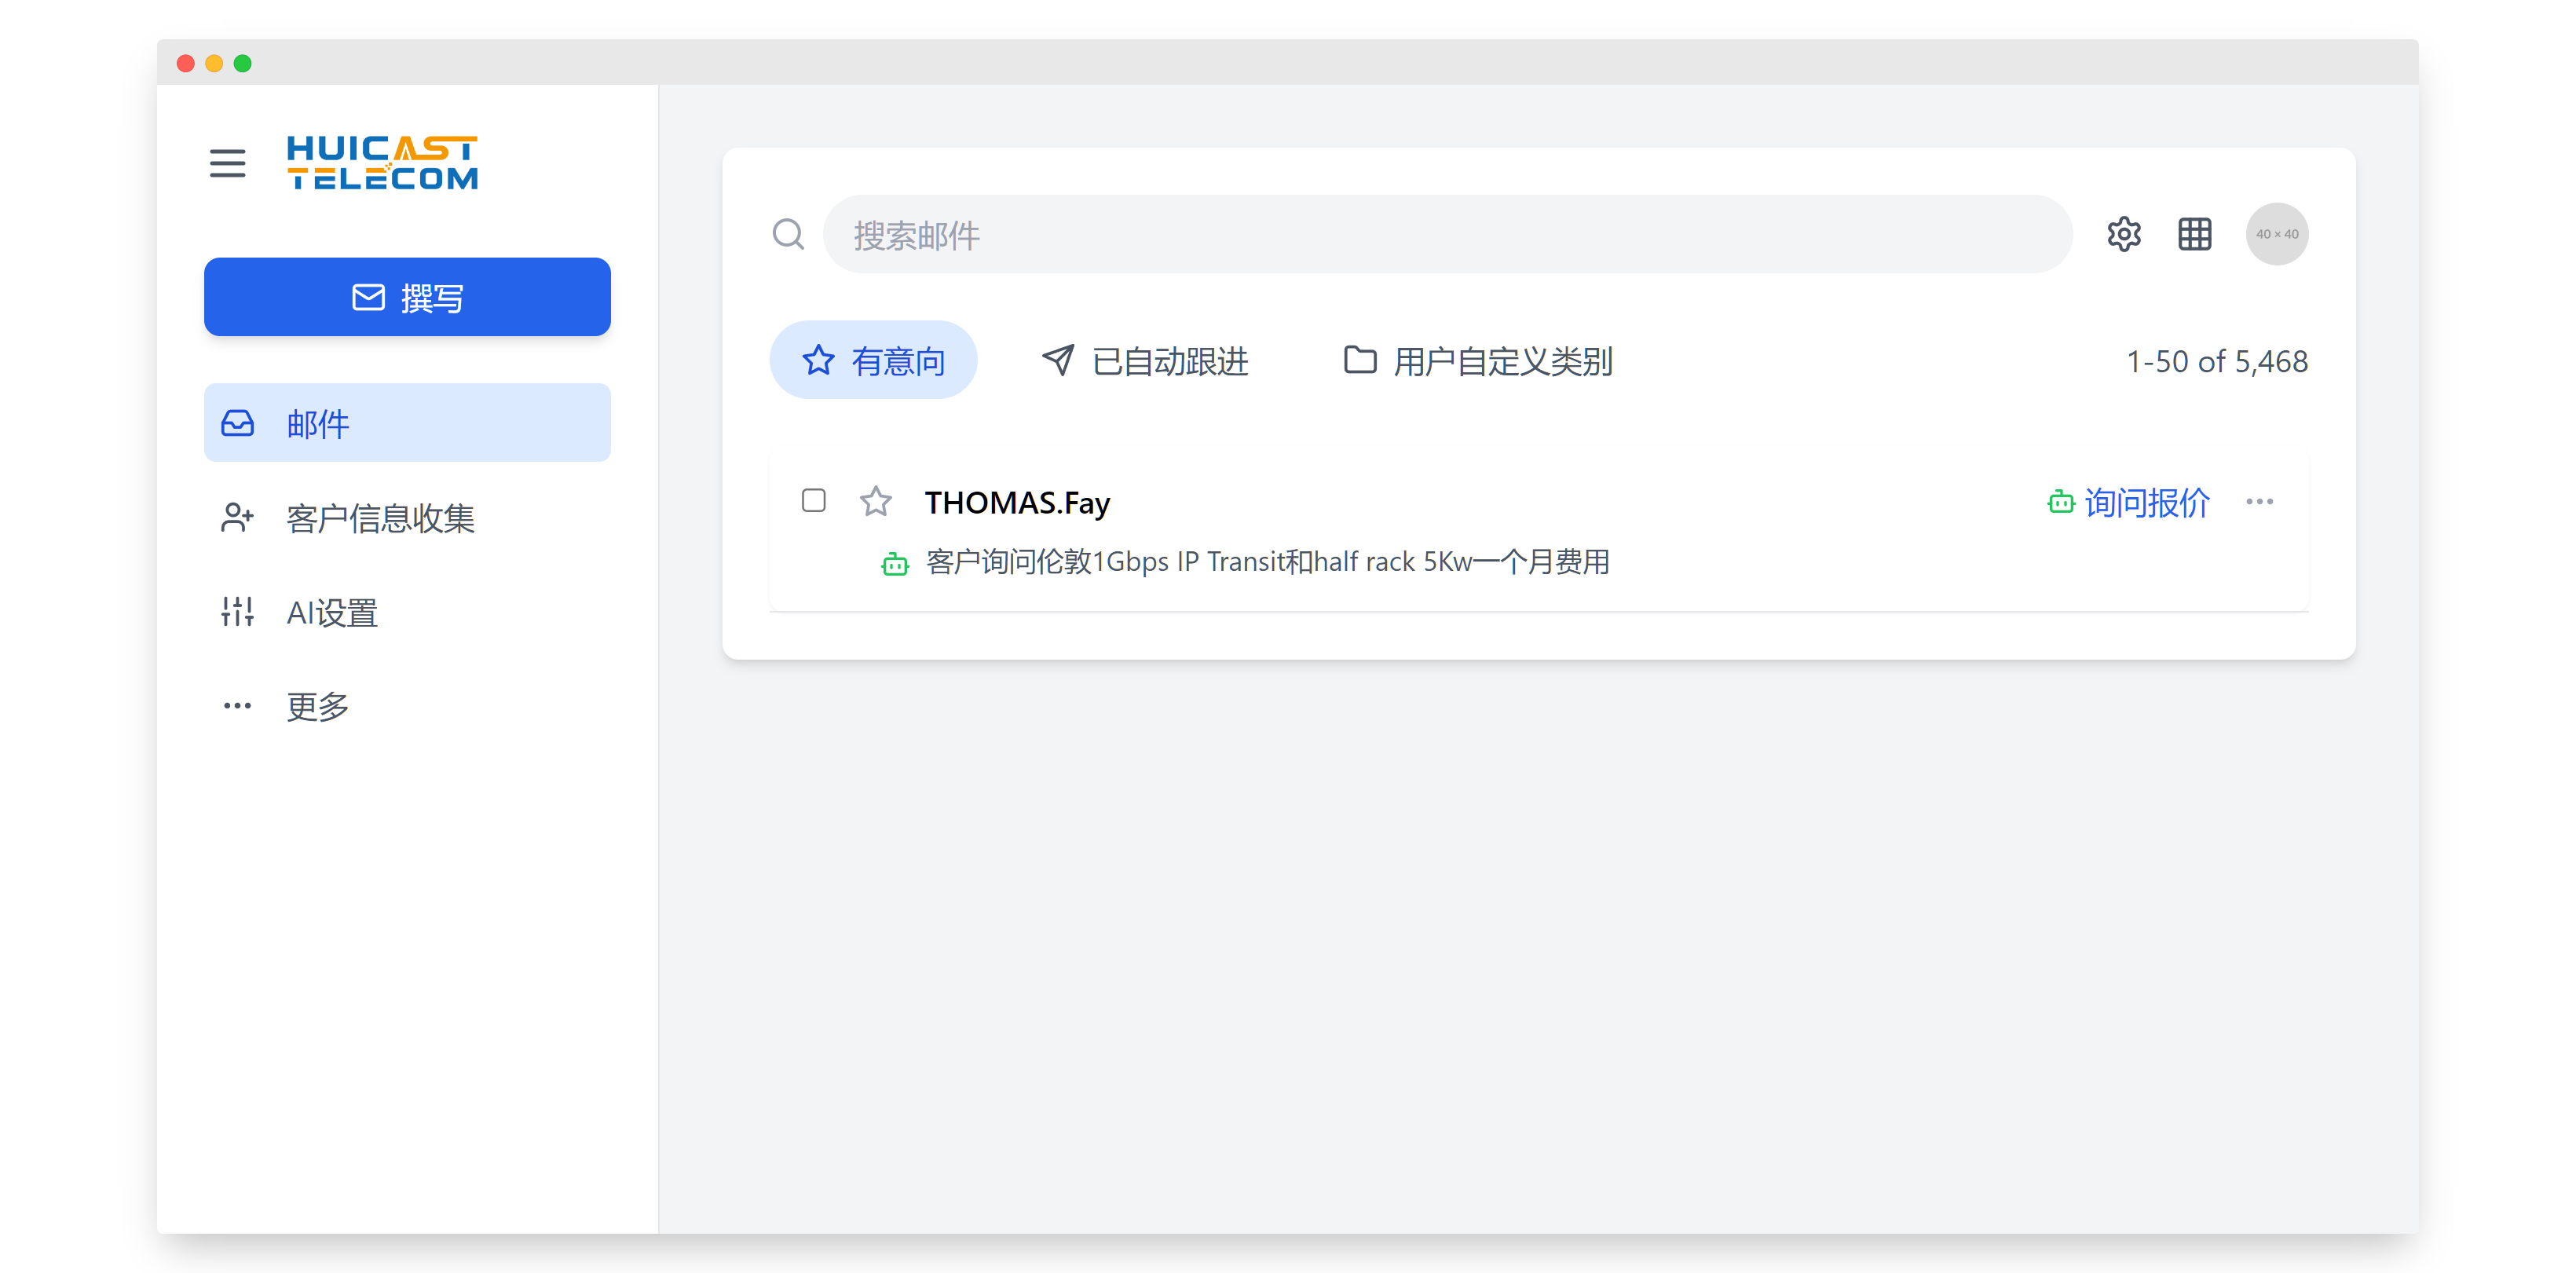 HUICAST
TELECOM
撰写
邮件
客户信息收集
AI设置
更多
搜索邮件
40 × 40
有意向
已自动跟进
用户自定义类别
1-50 of 5,468
THOMAS.Fay
询问报价
客户询问伦敦1Gbps IP Transit和half rack 5Kw一个月费用